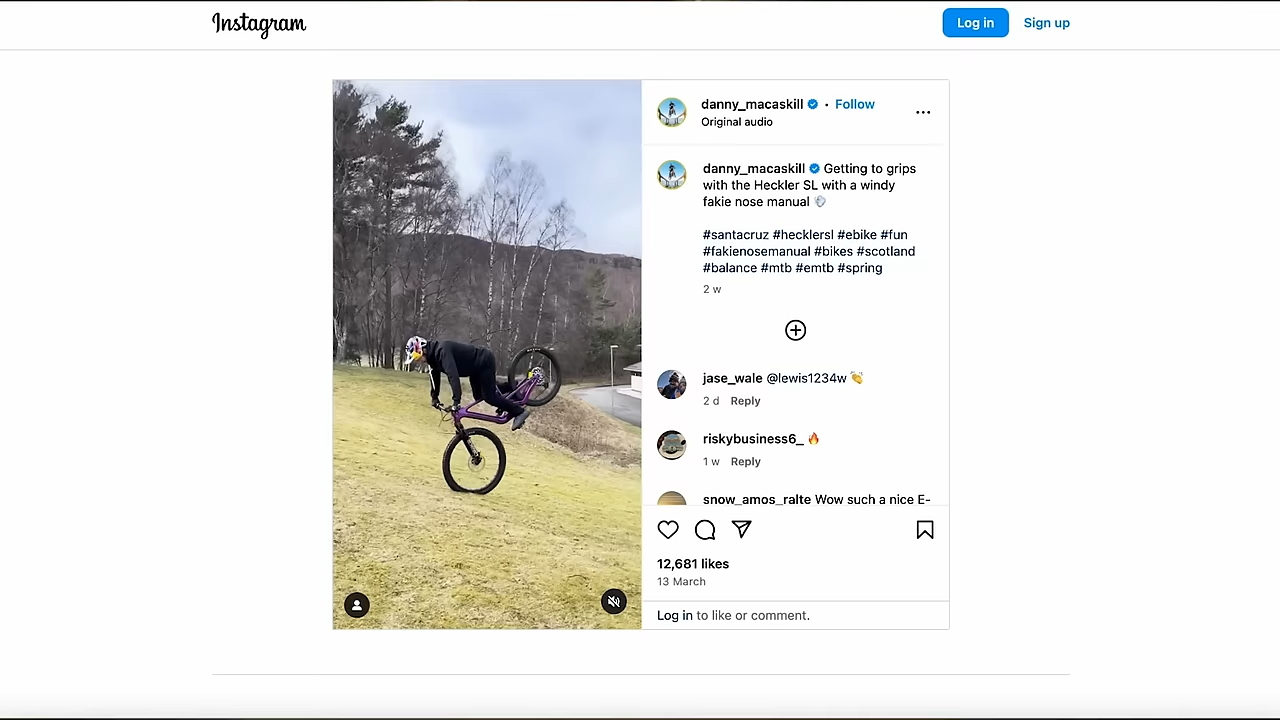 Instagram
Log in
Sign up
danny_macaskill • Follow
Original audio
danny_macaskill Getting to grips
with the Heckler SL with a windy
fakie nose manual
#santacruz #hecklersl #ebike #fun
#fakienosemanual #bikes #scotland
#balance #mtb #emtb #spring
2 w
jase_wale @lewis1234w 👏
2 d Reply
riskybusiness6_ 🔥
1 w Reply
snow_amos_ralte Wow such a nice E-
12,681 likes
13 March
Log in to like or comment.